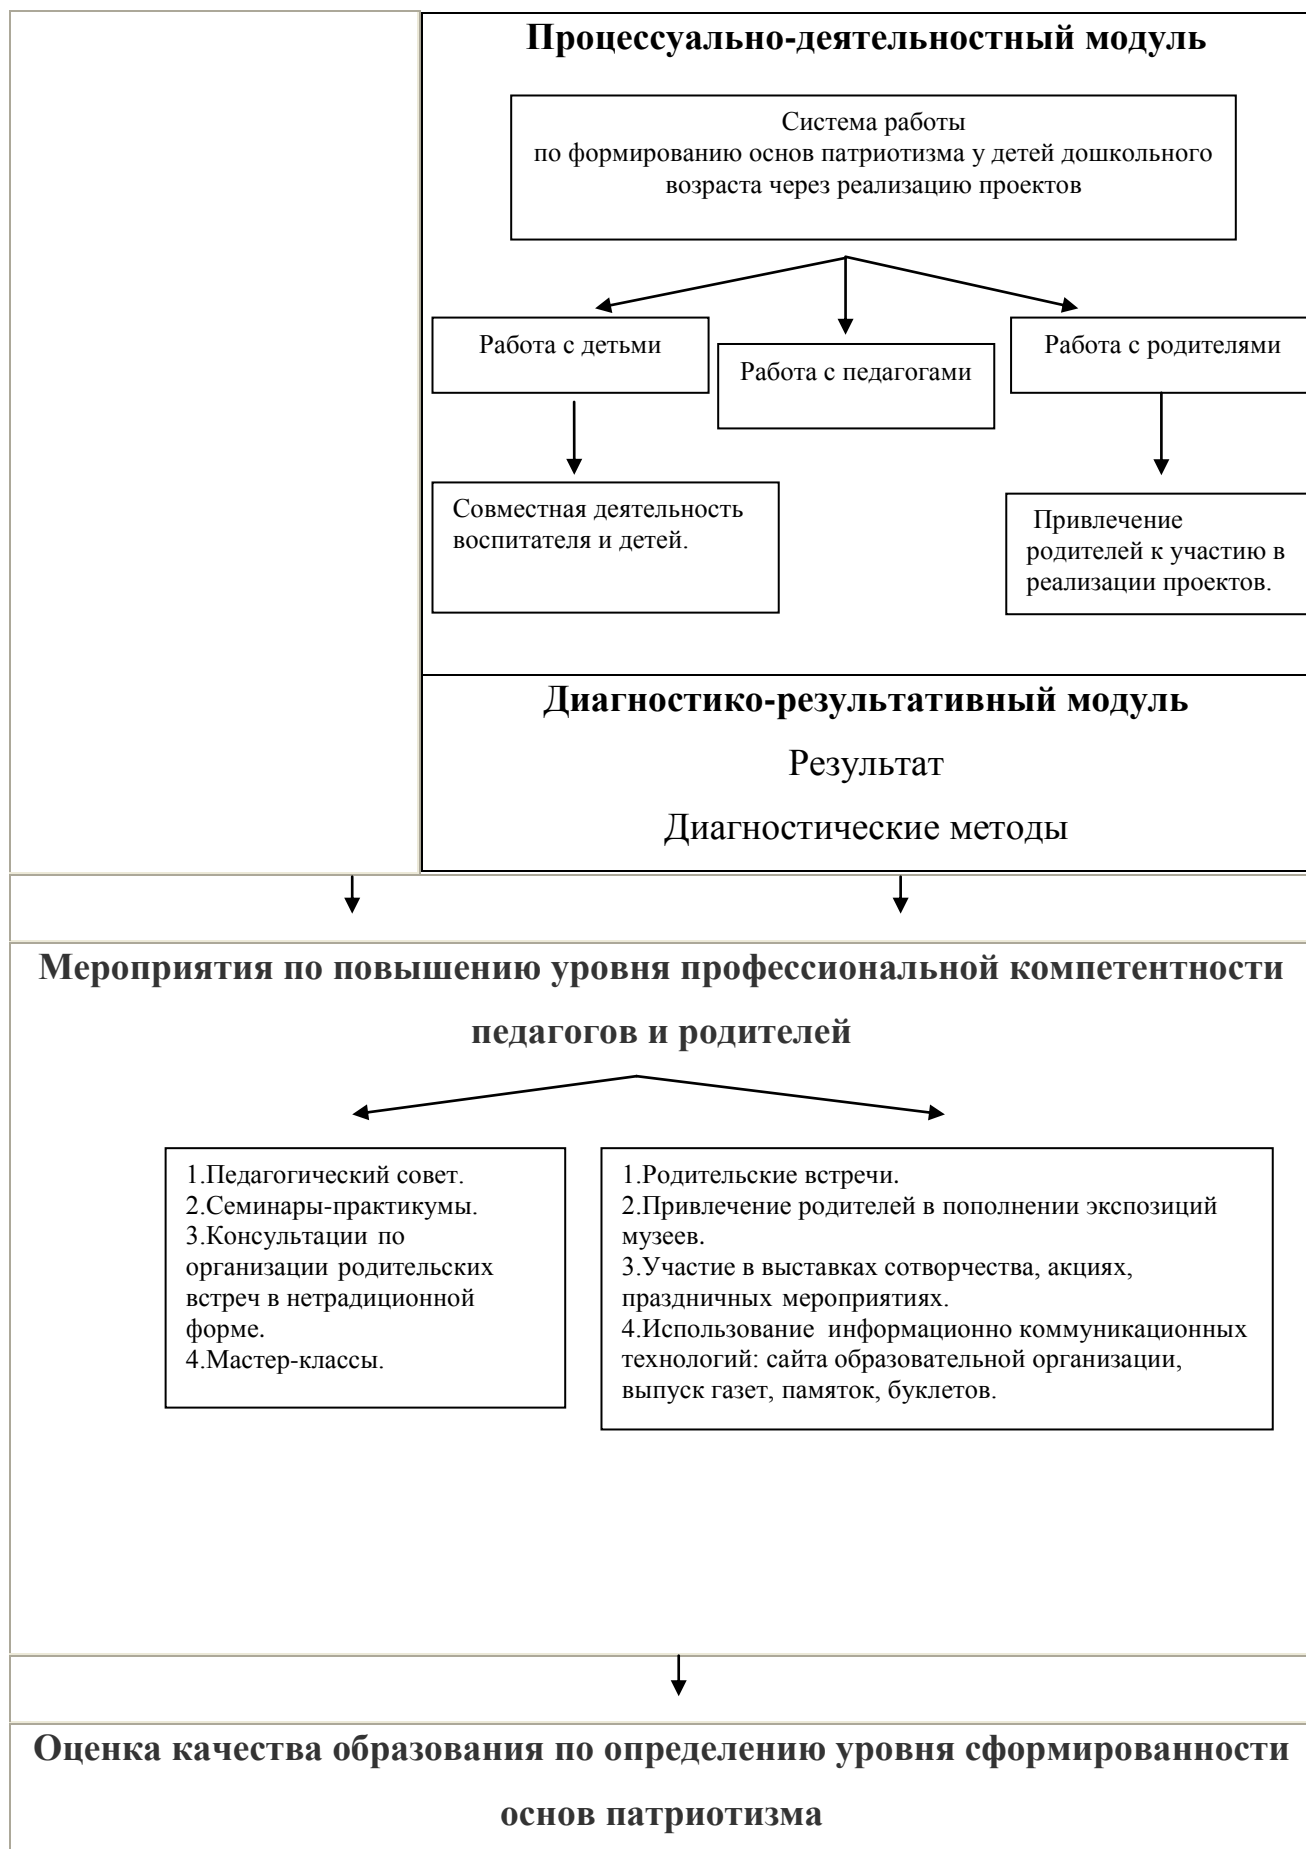 Процессуально-деятельностный модуль
Система работы
по формированию основ патриотизма у детей дошкольного
возраста через реализацию проектов
Работа с детьми
Работа с педагогами
Работа с родителями
Совместная деятельность
воспитателя и детей.
Привлечение
родителей к участию в
реализации проектов.
Диагностико-результативный модуль
Результат
Диагностические методы
Мероприятия по повышению уровня профессиональной компетентности
педагогов и родителей
1.Педагогический совет.
2.Семинары-практикумы.
3.Консультации по
организации родительских
встреч в нетрадиционной
форме.
4.Мастер-классы.
1.Родительские встречи.
2.Привлечение родителей в пополнении экспозиций
музеев.
3.Участие в выставках сотворчества, акциях,
праздничных мероприятиях.
4.Использование информационно коммуникационных
технологий: сайта образовательной организации,
выпуск газет, памяток, буклетов.
Оценка качества образования по определению уровня сформированности
основ патриотизма